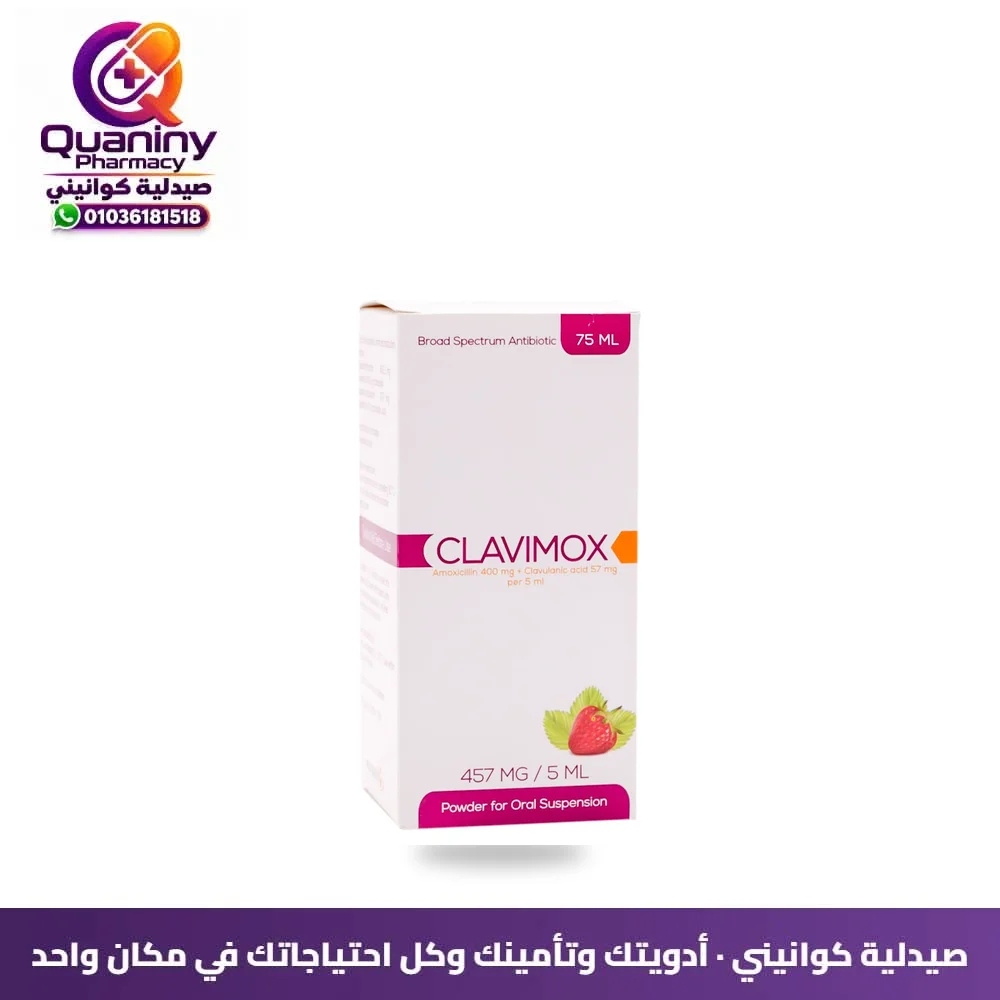 Quaniny
Pharmacy
صيدلية كوانيني
01036181518
Broad Spectrum Antibiotic
75 ML
CLAVIMOX
Amoxicillin 400 mg + Clavulanic acid 57 mg
per 5 ml
457 MG / 5 ML
Powder for Oral Suspension
صيدلية كوانيني • أدويتك وتأمينك وكل احتياجاتك في مكان واحد